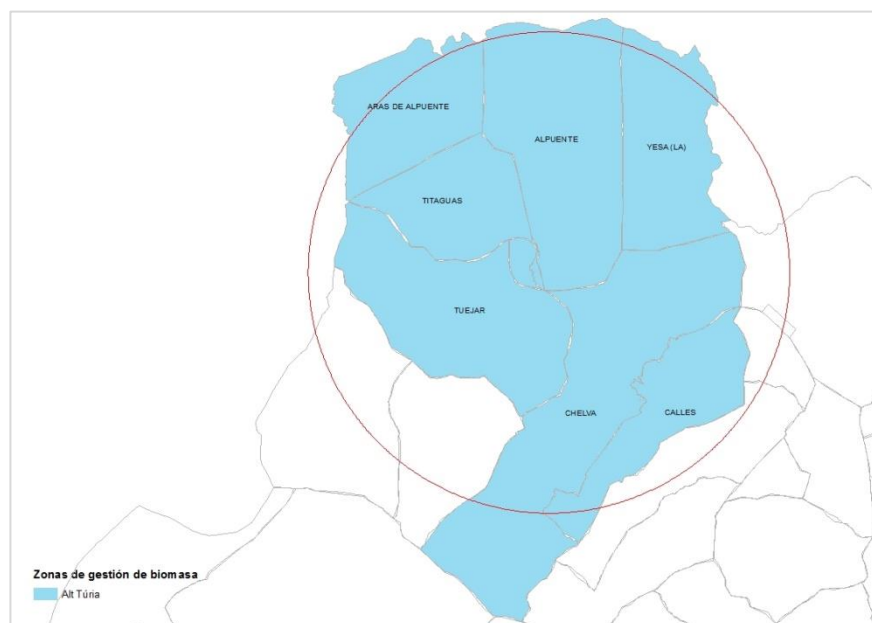 ARAS DE ALPUENTE
ALPUENTE
YESA (LA)
TITAGUAS
TUEJAR
CHELVA
CALLES
Zonas de gestión de biomasa
Alt Túria